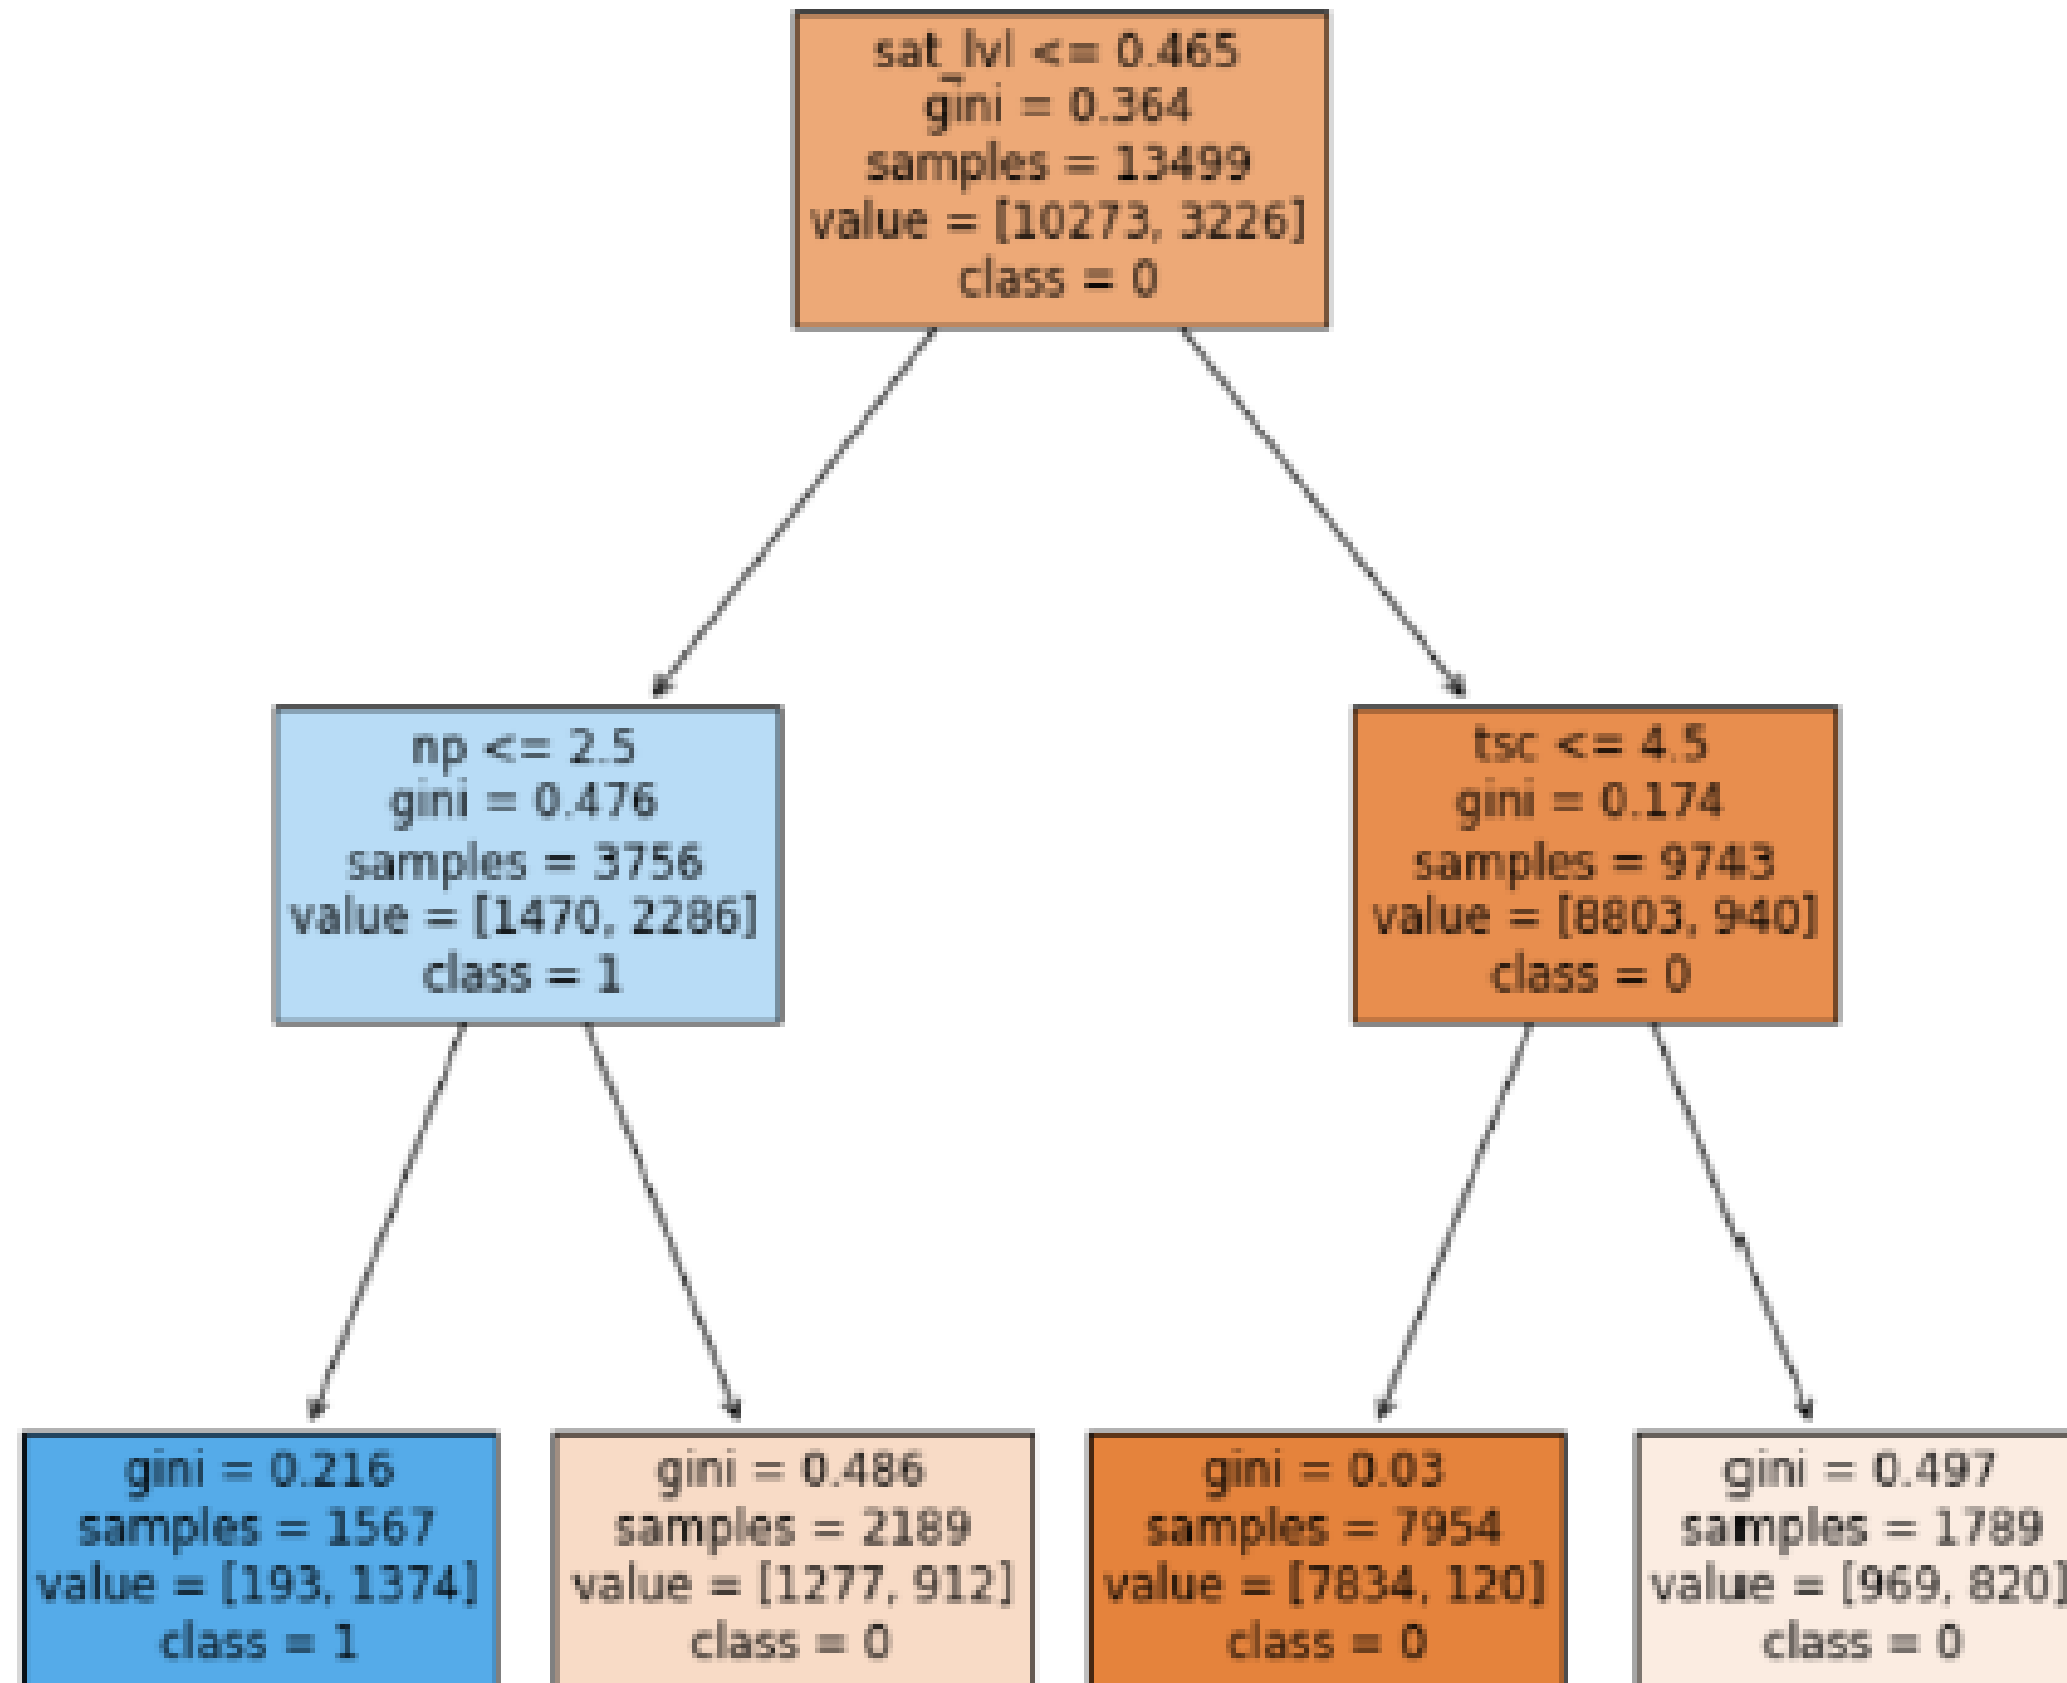 sat_lvl <= 0.465
gini = 0.364
samples = 13499
value = [10273, 3226]
class = 0
np <= 2.5
gini = 0.476
samples = 3756
value = [1470, 2286]
class = 1
tsc <= 4.5
gini = 0.174
samples = 9743
value = [8803, 940]
class = 0
gini = 0.216
samples = 1567
value = [193, 1374]
class = 1
gini = 0.486
samples = 2189
value = [1277, 912]
class = 0
gini = 0.03
samples = 7954
value = [7834, 120]
class = 0
gini = 0.497
samples = 1789
value = [969, 820]
class = 0